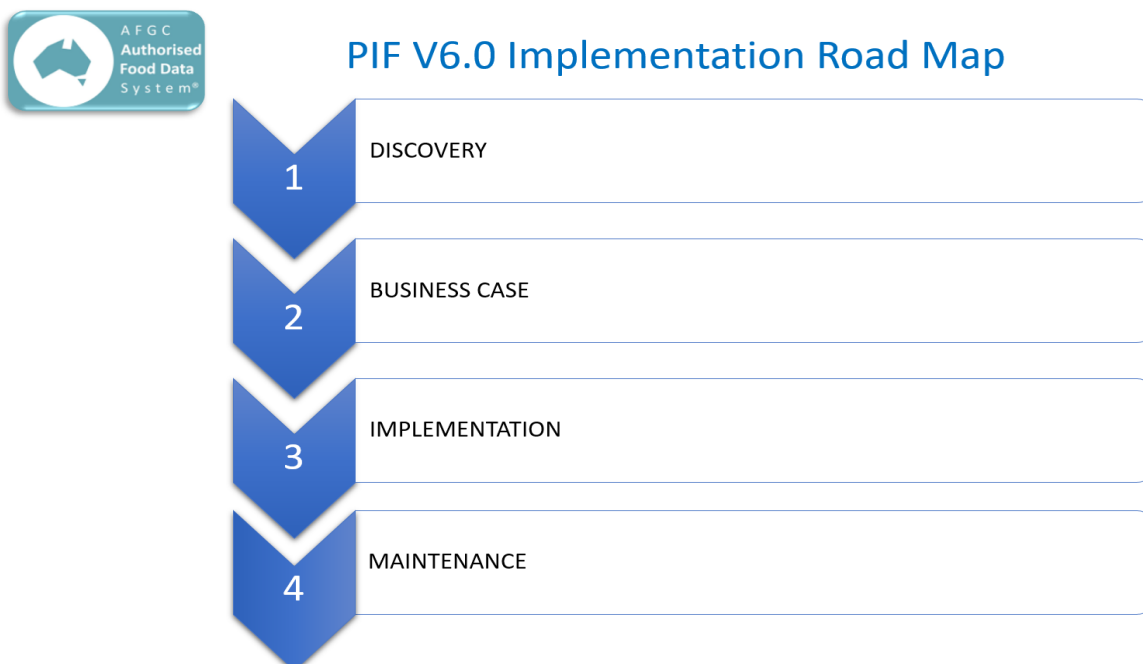 AFGC
Authorised
Food Data
System®
PIF V6.0 Implementation Road Map
1
DISCOVERY
2
BUSINESS CASE
3
IMPLEMENTATION
4
MAINTENANCE